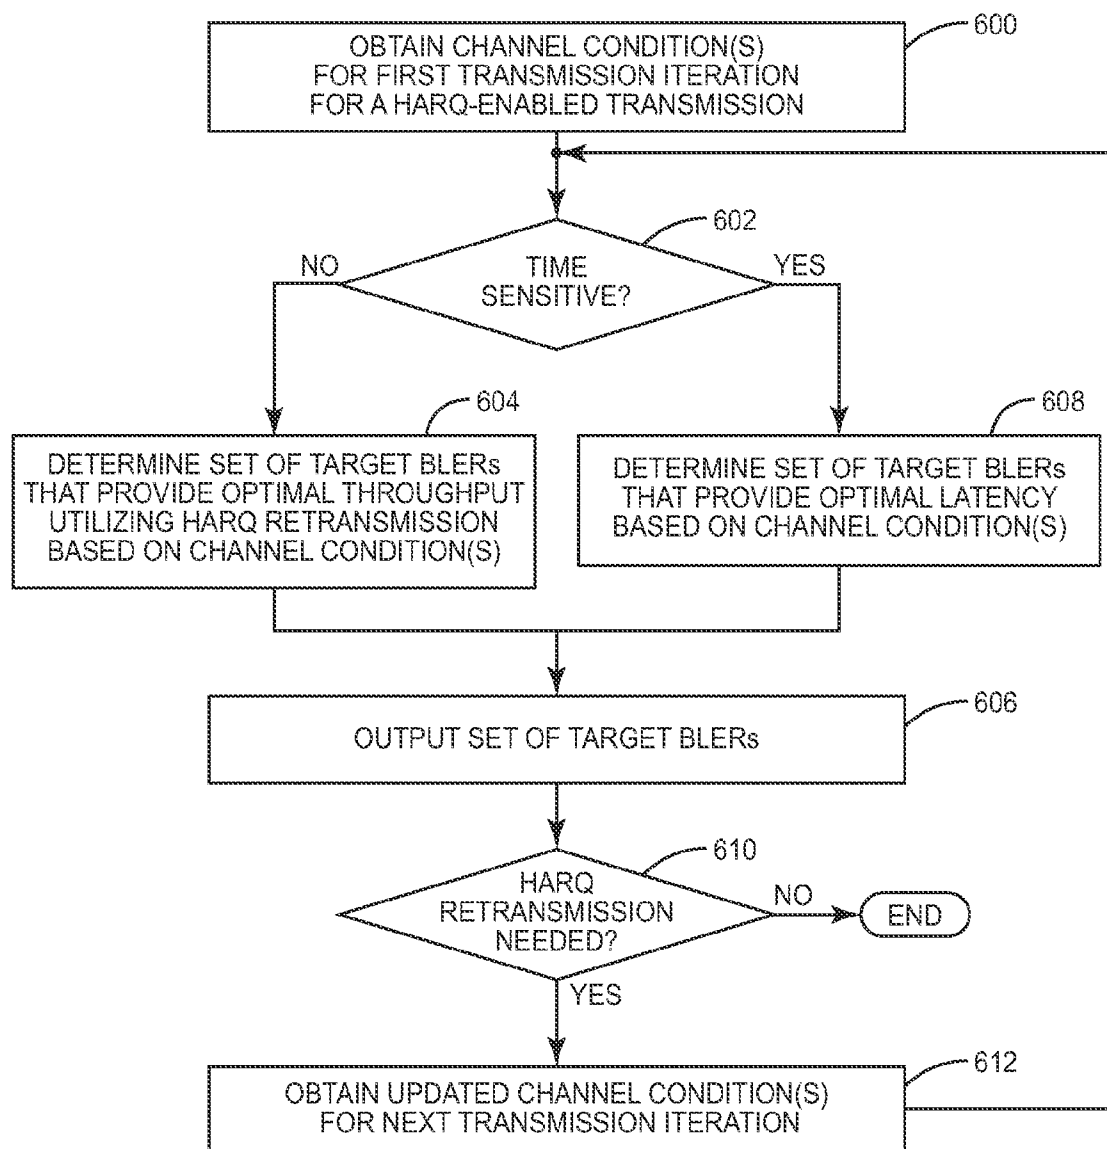 600
OBTAIN CHANNEL CONDITION(S)
FOR FIRST TRANSMISSION ITERATION
FOR A HARQ-ENABLED TRANSMISSION
602
NO
TIME
SENSITIVE?
YES
604
DETERMINE SET OF TARGET BLERs
THAT PROVIDE OPTIMAL THROUGHPUT
UTILIZING HARQ RETRANSMISSION
BASED ON CHANNEL CONDITION(S)
608
DETERMINE SET OF TARGET BLERs
THAT PROVIDE OPTIMAL LATENCY
BASED ON CHANNEL CONDITION(S)
606
OUTPUT SET OF TARGET BLERs
610
HARQ
RETRANSMISSION
NEEDED?
NO
END
YES
612
OBTAIN UPDATED CHANNEL CONDITION(S)
FOR NEXT TRANSMISSION ITERATION